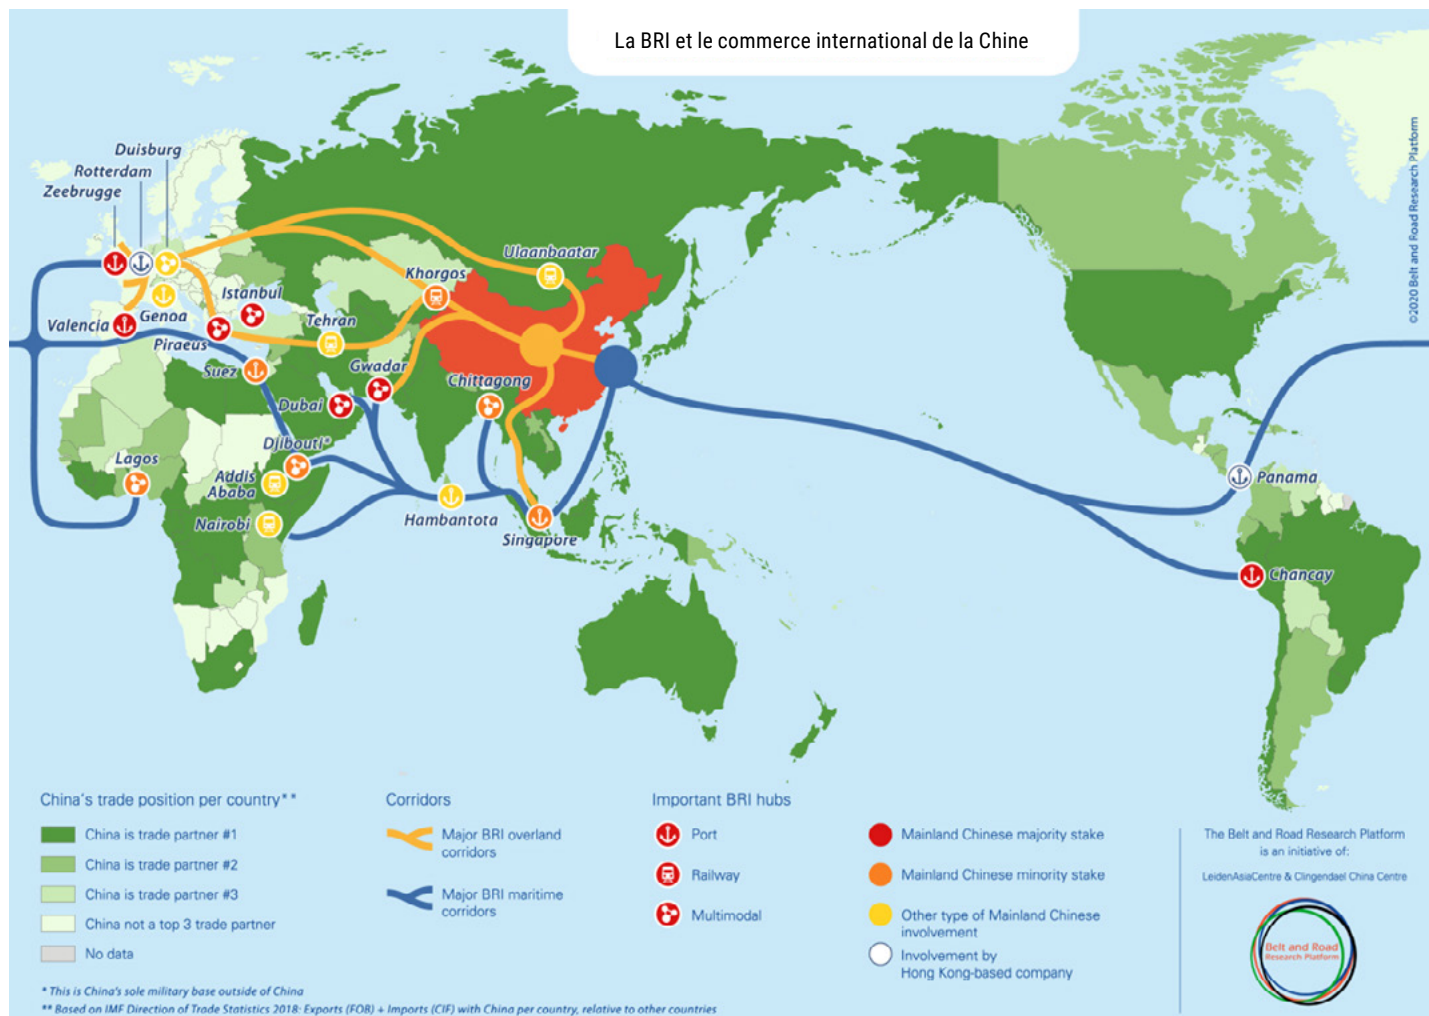 La BRI et le commerce international de la Chine
©2020 Belt and Road Research Platform
Duisburg
Rotterdam
Zeebrugge
Ulaanbaatar
Khorgos
Istanbul
Genoa
Valencia
Tehran
Piraeus
Suez
Gwadar
Chittagong
Dubai
Djibouti*
Lagos
Addis
Ababa
Nairobi
Hambantota
Singapore
Panama
Chancay
China's trade position per country**
China is trade partner #1
China is trade partner #2
China is trade partner #3
China not a top 3 trade partner
No data
Corridors
Major BRI overland
corridors
Major BRI maritime
corridors
Important BRI hubs
Port
Railway
Multimodal
Mainland Chinese majority stake
Mainland Chinese minority stake
Other type of Mainland Chinese
involvement
Involvement by
Hong Kong-based company
The Belt and Road Research Platform
is an initiative of:
LeidenAsiaCentre & Clingendael China Centre
Belt and Road
Research Platform
* This is China's sole military base outside of China
** Based on IMF Direction of Trade Statistics 2018: Exports (FOB) + Imports (CIF) with China per country, relative to other countries